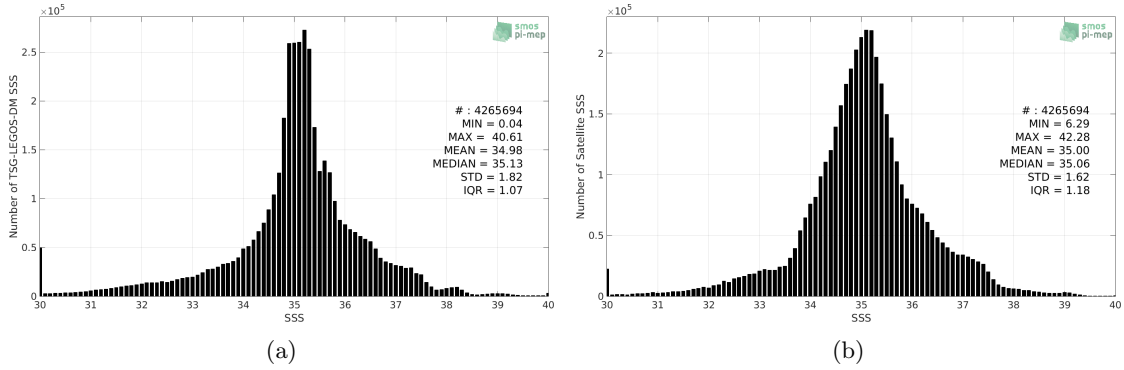 ×10⁵
smos
pi-mep
2.5
2
1.5
1
0.5
0
# : 4265694
MIN = 0.04
MAX = 40.61
MEAN = 34.98
MEDIAN = 35.13
STD = 1.82
IQR = 1.07
Number of TSG-LEGOS-DM SSS
30 31 32 33 34 35 36 37 38 39 40
SSS
(a)
×10⁵
smos
pi-mep
2
1.5
1
0.5
0
# : 4265694
MIN = 6.29
MAX = 42.28
MEAN = 35.00
MEDIAN = 35.06
STD = 1.62
IQR = 1.18
Number of Satellite SSS
30 31 32 33 34 35 36 37 38 39 40
SSS
(b)